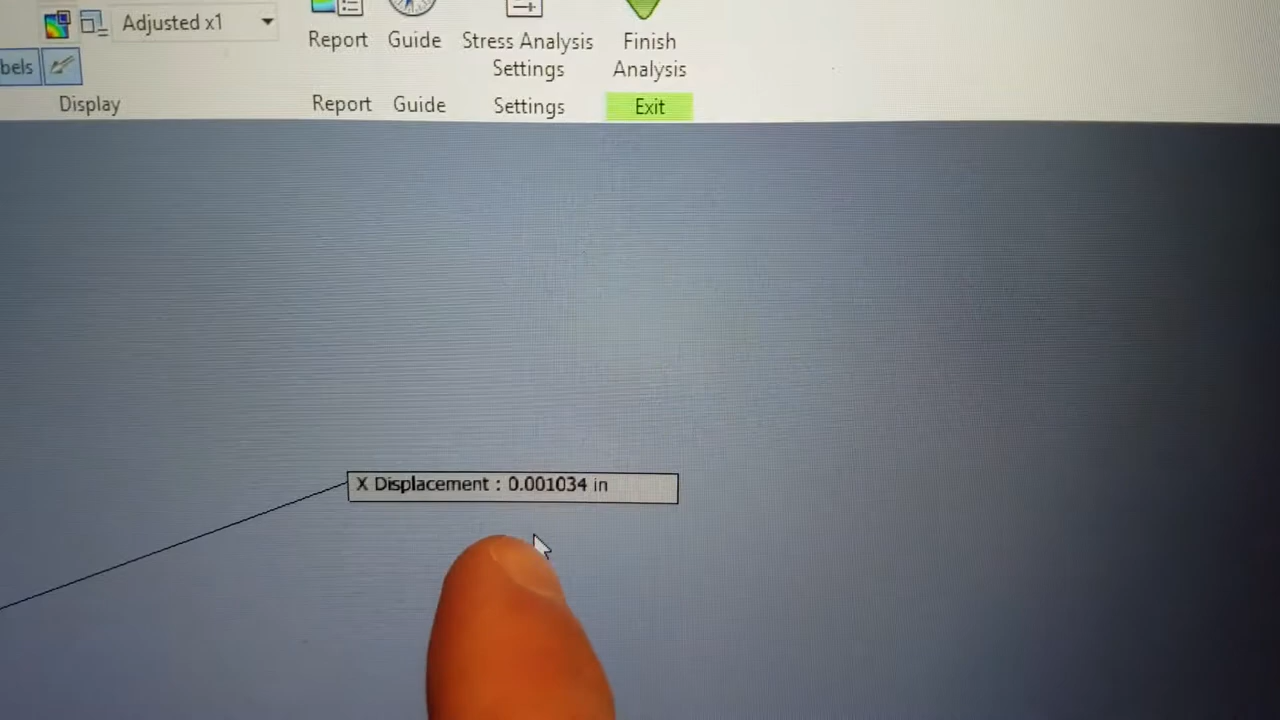 Adjusted x1
Report
Guide
Stress Analysis
Settings
Finish
Analysis
bels
Display
Report
Guide
Settings
Exit
X Displacement : 0.001034 in